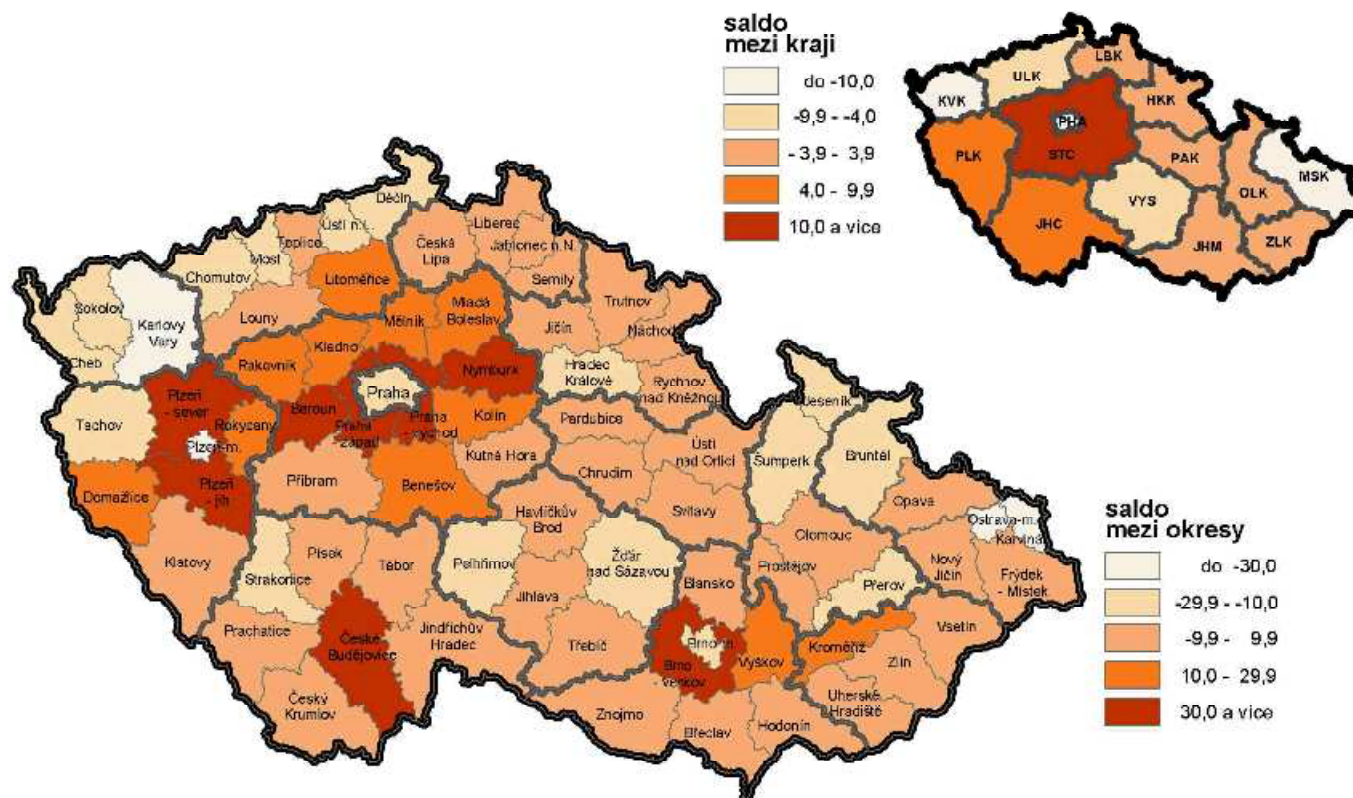 saldo
mezi kraji
do -10,0
-9,9 - -4,0
- 3,9 - 3,9
4,0 - 9,9
10,0 a více
LBK
ULK
KVK
HKK
PHA
STC
PLK
PAK
MSK
OLK
VYS
JHC
JHM
ZLK
Děčín
Ústí n.L.
Liberec
Teplice
Jablonec n.N.
Česká
Lípa
Most
Chomutov
Litoměřice
Semily
Sokolov
Trutnov
Karlovy
Vary
Mladá
Boleslav
Mělník
Louny
Jičín
Náchod
Cheb
Kladno
Rakovník
Hradec
Králové
Nymburk
Rychnov
nad Kněžnou
Plzeň
- sever
Praha
Beroun
Jeseník
Kolín
Praha
- východ
Pardubice
Tachov
Rokycany
Praha
- západ
Plzeň-m.
Ústí
nad Orlicí
Kutná Hora
Šumperk
Bruntál
Chrudim
Příbram
Benešov
Plzeň
- jih
Domažlice
Opava
Havlíčkův
Brod
Svitavy
Ostrava-m.
Karviná
Olomouc
Klatovy
Písek
Tábor
Pelhřimov
Žďár
nad Sázavou
Prostějov
Nový
Jičín
Frýdek
- Místek
Strakonice
Blansko
Přerov
Jihlava
Prachatice
Jindřichův
Hradec
České
Budějovice
Třebíč
Brno-m.
Vyškov
Kroměříž
Vsetín
Brno
- venkov
Zlín
Český
Krumlov
Uherské
Hradiště
Znojmo
Břeclav
Hodonín
saldo
mezi okresy
do -30,0
-29,9 - -10,0
-9,9 - 9,9
10,0 - 29,9
30,0 a více